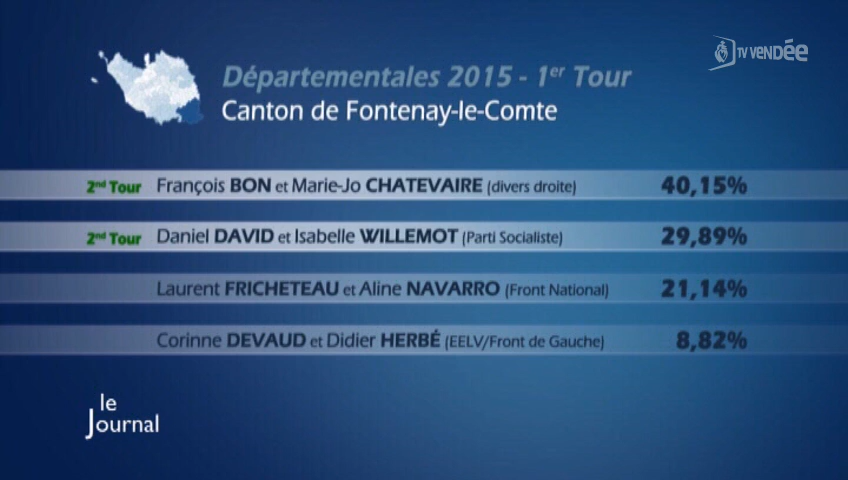 TV VENDÉE
Départementales 2015 - 1er Tour
Canton de Fontenay-le-Comte
2nd Tour François BON et Marie-Jo CHATEVAIRE (divers droite) 40,15%
2nd Tour Daniel DAVID et Isabelle WILLEMOT (Parti Socialiste) 29,89%
Laurent FRICHETEAU et Aline NAVARRO (Front National) 21,14%
Corinne DEVAUD et Didier HERBÉ (EELV/Front de Gauche) 8,82%
le
Journal